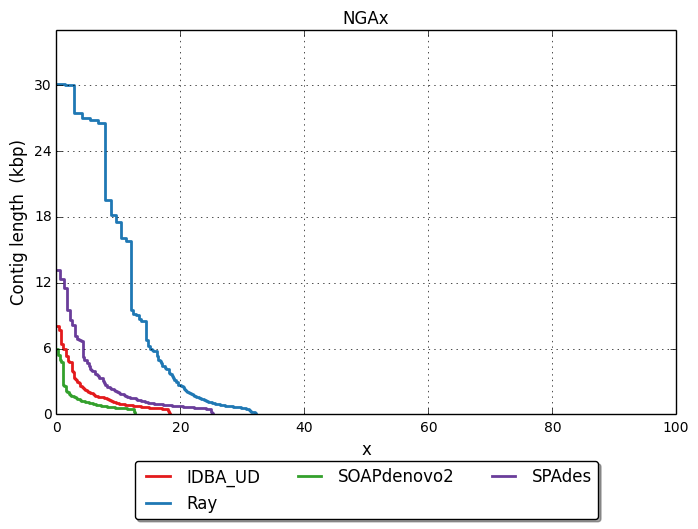 NGAx
Contig length (kbp)
30
24
18
12
6
0
0 20 40 60 80 100
x
IDBA_UD SOAPdenovo2 SPAdes
Ray